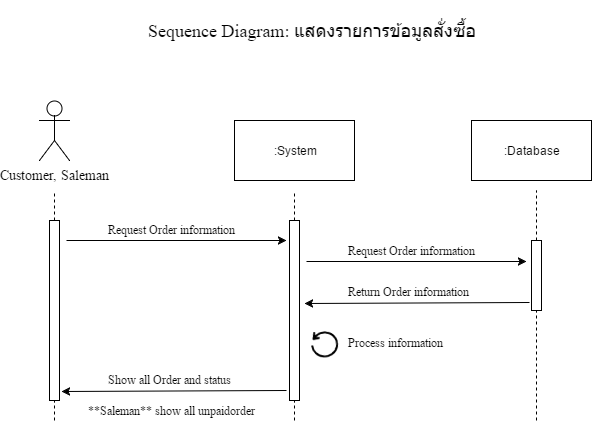 Sequence Diagram: แสดงรายการข้อมูลสั่งซื้อ
Customer, Saleman
:System
:Database
Request Order information
Request Order information
Return Order information
Process information
Show all Order and status
**Saleman** show all unpaidorder